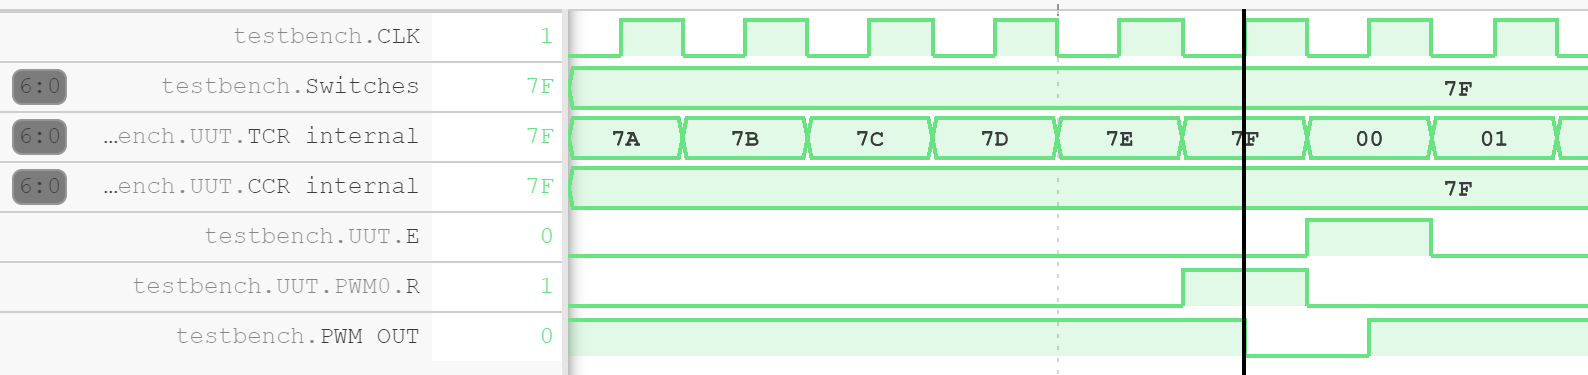 testbench.CLK 1
6:0 testbench.Switches 7F 7F
6:0 …ench.UUT.TCR internal 7F 7A 7B 7C 7D 7E 7F 00 01
6:0 …ench.UUT.CCR internal 7F 7F
testbench.UUT.E 0
testbench.UUT.PWM0.R 1
testbench.PWM OUT 0